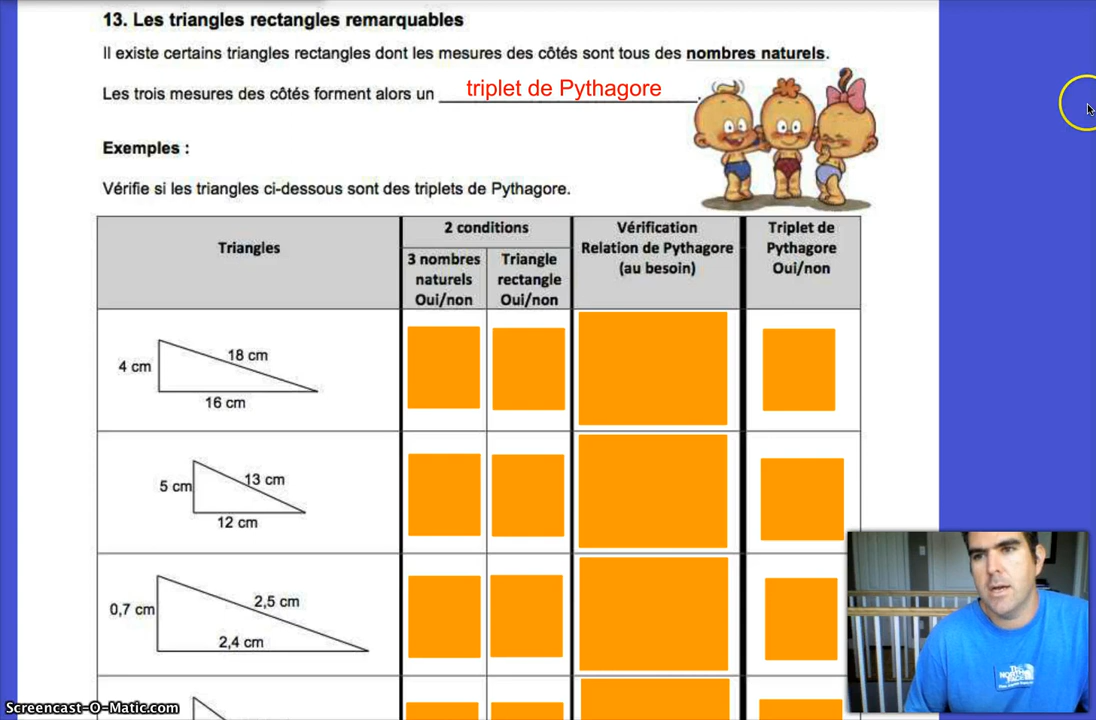 13. Les triangles rectangles remarquables
Il existe certains triangles rectangles dont les mesures des côtés sont tous des nombres naturels.
Les trois mesures des côtés forment alors un triplet de Pythagore.
Exemples :
Vérifie si les triangles ci-dessous sont des triplets de Pythagore.
Triangles
2 conditions
3 nombres
naturels
Oui/non
Triangle
rectangle
Oui/non
Vérification
Relation de Pythagore
(au besoin)
Triplet de
Pythagore
Oui/non
4 cm
18 cm
16 cm
5 cm
13 cm
12 cm
0,7 cm
2,5 cm
2,4 cm
THE
NORTH
FACE
Screencast-O-Matic.com